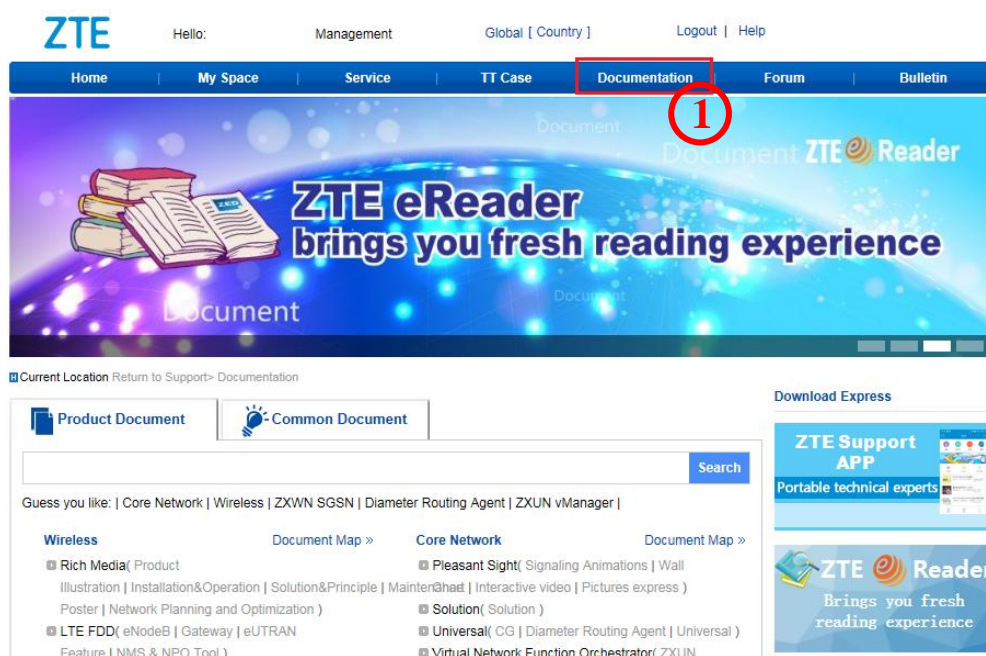 ZTE Hello: Management Global [ Country ] Logout | Help
Home | My Space | Service | TT Case Documentation Forum | Bulletin
1
Document
Document ZTE Reader
ZTE eReader
brings you fresh reading experience
Document
Document
Current Location Return to Support> Documentation
Product Document Common Document
Search
Guess you like: | Core Network | Wireless | ZXWN SGSN | Diameter Routing Agent | ZXUN vManager |
Wireless Document Map »
Rich Media( Product
Illustration | Installation&Operation | Solution&Principle | Maintenance
Poster | Network Planning and Optimization )
LTE FDD( eNodeB | Gateway | eUTRAN
Feature | NMS & NPO Tool )
Core Network Document Map »
Pleasant Sight( Signaling Animations | Wall
Chart | Interactive video | Pictures express )
Solution( Solution )
Universal( CG | Diameter Routing Agent | Universal )
Virtual Network Function Orchestrator( ZXUN
Download Express
ZTE Support
APP
Portable technical experts
ZTE Reader
Brings you fresh
reading experience